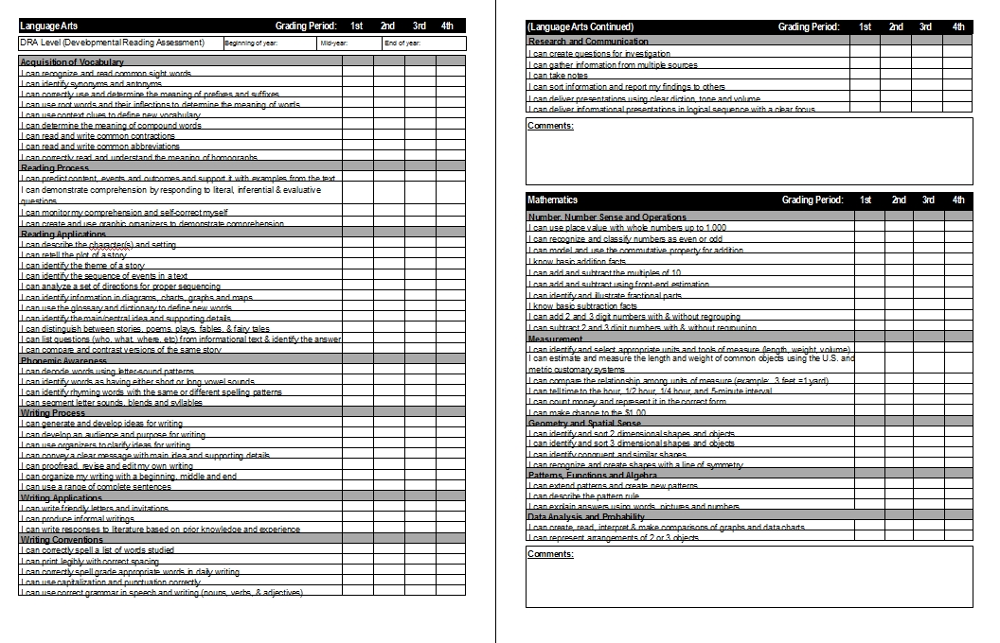 Language Arts Grading Period: 1st 2nd 3rd 4th
DRA Level (Developmental Reading Assessment) Beginning of year: Mid-year: End of year:
Acquisition of Vocabulary
I can recognize and read common sight words
I can identify synonyms and antonyms
I can correctly use and determine the meaning of prefixes and suffixes
I can use root words and their inflections to determine the meaning of words
I can use context clues to define new vocabulary
I can determine the meaning of compound words
I can read and write common contractions
I can read and write common abbreviations
I can correctly read and understand the meaning of homographs
Reading Process
I can predict content, events and outcomes and support it with examples from the text
I can demonstrate comprehension by responding to literal, inferential & evaluative
questions
I can monitor my comprehension and self-correct myself
I can create and use graphic organizers to demonstrate comprehension
Reading Applications
I can describe the character(s) and setting
I can retell the plot of a story
I can identify the theme of a story
I can identify the sequence of events in a text
I can analyze a set of directions for proper sequencing
I can identify information in diagrams, charts, graphs and maps
I can use the glossary and dictionary to define new words
I can identify the main/central idea and supporting details
I can distinguish between stories, poems, plays, fables, & fairy tales
I can list questions (who, what, where, etc) from informational text & identify the answer
I can compare and contrast versions of the same story
Phonemic Awareness
I can decode words using letter-sound patterns
I can identify words as having either short or long vowel sounds
I can identify rhyming words with the same or different spelling patterns
I can segment letter sounds, blends and syllables
Writing Process
I can generate and develop ideas for writing
I can develop an audience and purpose for writing
I can use organizers to clarify ideas for writing
I can convey a clear message with main idea and supporting details
I can proofread, revise and edit my own writing
I can organize my writing with a beginning, middle and end
I can use a range of complete sentences
Writing Applications
I can write friendly letters and invitations
I can produce informal writings
I can write responses to literature based on prior knowledge and experience
Writing Conventions
I can correctly spell a list of words studied
I can print legibly with correct spacing
I can correctly spell grade appropriate words in daily writing
I can use capitalization and punctuation correctly
I can use correct grammar in speech and writing (nouns, verbs, & adjectives)
(Language Arts Continued) Grading Period: 1st 2nd 3rd 4th
Research and Communication
I can create questions for investigation
I can gather information from multiple sources
I can take notes
I can sort information and report my findings to others
I can deliver presentations using clear diction, tone and volume
I can deliver informational presentations in logical sequence with a clear focus
Comments:
Mathematics Grading Period: 1st 2nd 3rd 4th
Number, Number Sense and Operations
I can use place value with whole numbers up to 1,000
I can recognize and classify numbers as even or odd
I can model and use the commutative property for addition
I know basic addition facts
I can add and subtract the multiples of 10
I can add and subtract using front-end estimation
I can identify and illustrate fractional parts
I know basic subtraction facts
I can add 2 and 3 digit numbers with & without regrouping
I can subtract 2 and 3 digit numbers with & without regrouping
Measurement
I can identify and select appropriate units and tools of measure (length, weight, volume)
I can estimate and measure the length and weight of common objects using the U.S. and
metric customary systems
I can compare the relationship among units of measure (example: 3 feet =1 yard)
I can tell time to the hour, 1/2 hour, 1/4 hour, and 5-minute interval
I can count money and represent it in the correct form
I can make change to the $1.00
Geometry and Spatial Sense
I can identify and sort 2 dimensional shapes and objects
I can identify and sort 3 dimensional shapes and objects
I can identify congruent and similar shapes
I can recognize and create shapes with a line of symmetry
Patterns, Functions and Algebra
I can extend patterns and create new patterns
I can describe the pattern rule
I can explain answers using words, pictures and numbers
Data Analysis and Probability
I can create, read, interpret & make comparisons of graphs and data charts
I can represent arrangements of 2 or 3 objects
Comments: